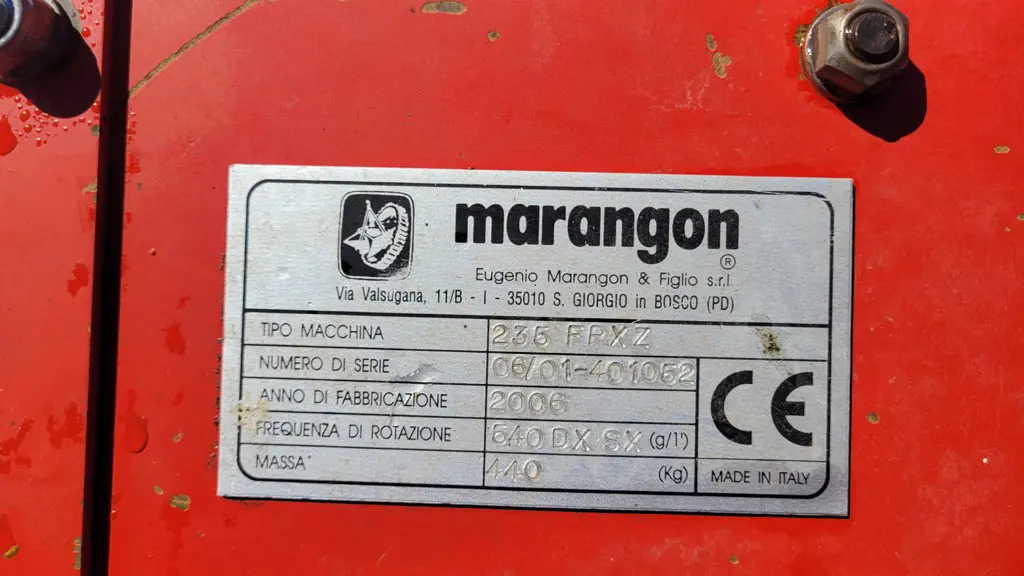 marangon
®
Eugenio Marangon & Figlio s.r.l
Via Valsugana, 11/B - I - 35010 S. GIORGIO in BOSCO (PD)
TIPO MACCHINA 235 FPXZ
NUMERO DI SERIE 06/01-401052
ANNO DI FABBRICAZIONE 2006
FREQUENZA DI ROTAZIONE 540 DX SX (g/l')
MASSA' 440 (Kg)
CE
MADE IN ITALY